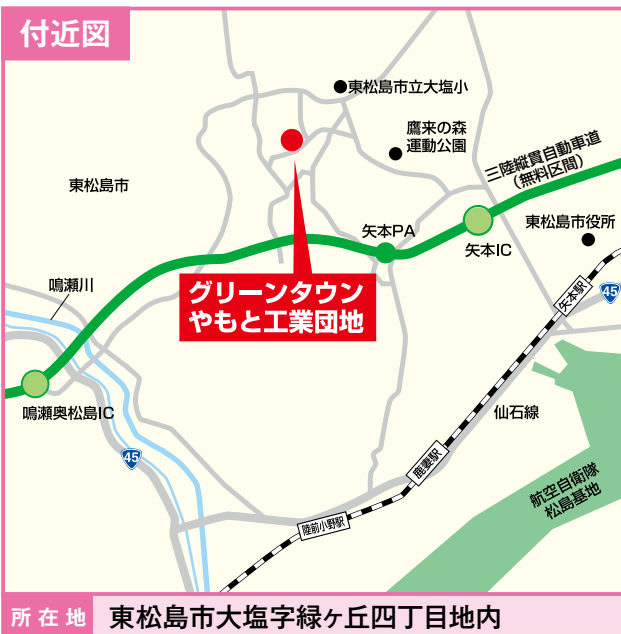 付近図
東松島市立大塩小
鷹来の森
運動公園
三陸縦貫自動車道
（無料区間）
東松島市
矢本PA
矢本IC
東松島市役所
鳴瀬川
グリーンタウン
やもと工業団地
矢本駅
45
鳴瀬奥松島IC
仙石線
45
鹿妻駅
航空自衛隊
松島基地
陸前小野駅
所在地 東松島市大塩字緑ヶ丘四丁目地内